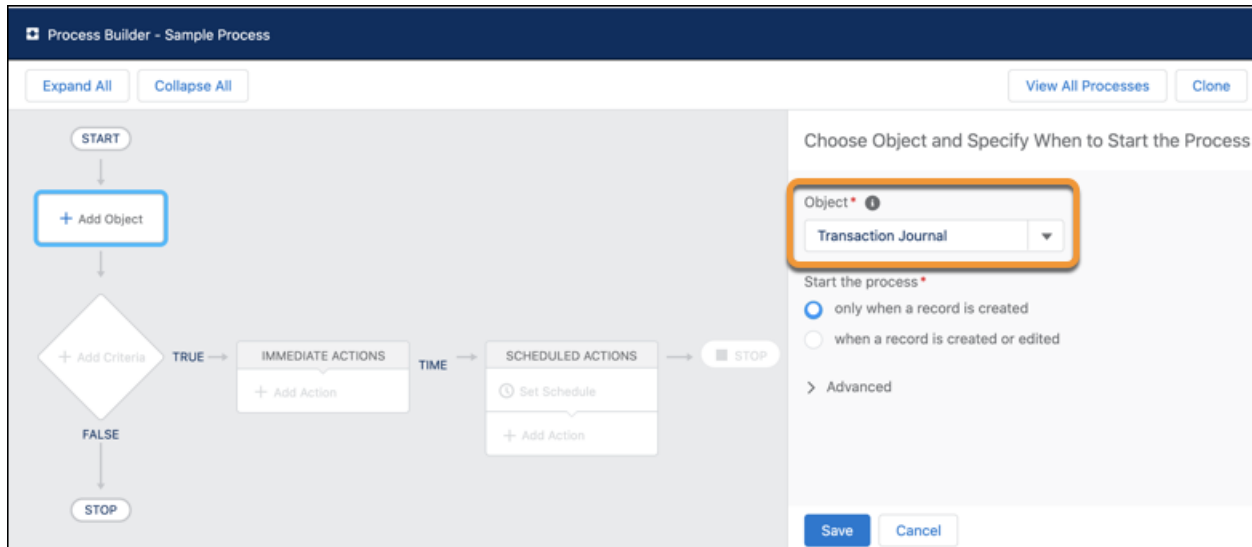 Process Builder - Sample Process
Expand All
Collapse All
View All Processes
Clone
START
+ Add Object
+ Add Criteria
TRUE
IMMEDIATE ACTIONS
+ Add Action
TIME
SCHEDULED ACTIONS
Set Schedule
+ Add Action
STOP
FALSE
STOP
Choose Object and Specify When to Start the Process
Object*
Transaction Journal
Start the process*
only when a record is created
when a record is created or edited
Advanced
Save
Cancel